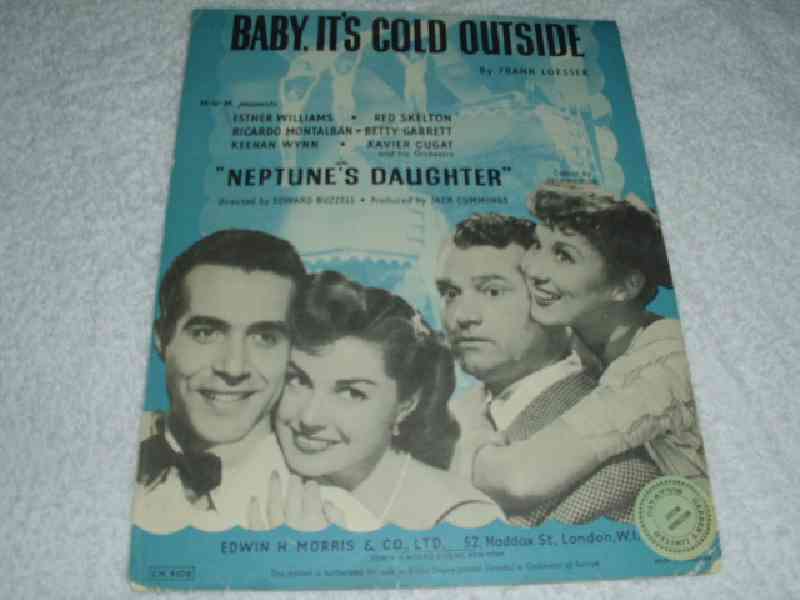 BABY, IT'S COLD OUTSIDE
By FRANK LOESSER
M-G-M presents
ESTHER WILLIAMS • RED SKELTON
RICARDO MONTALBAN • BETTY GARRETT
KEENAN WYNN • XAVIER CUGAT
and his Orchestra
in
"NEPTUNE'S DAUGHTER"
Directed by EDWARD BUZZELL • Produced by JACK CUMMINGS
EDWIN H. MORRIS & CO., LTD. 52, Maddox St, London, W.1.